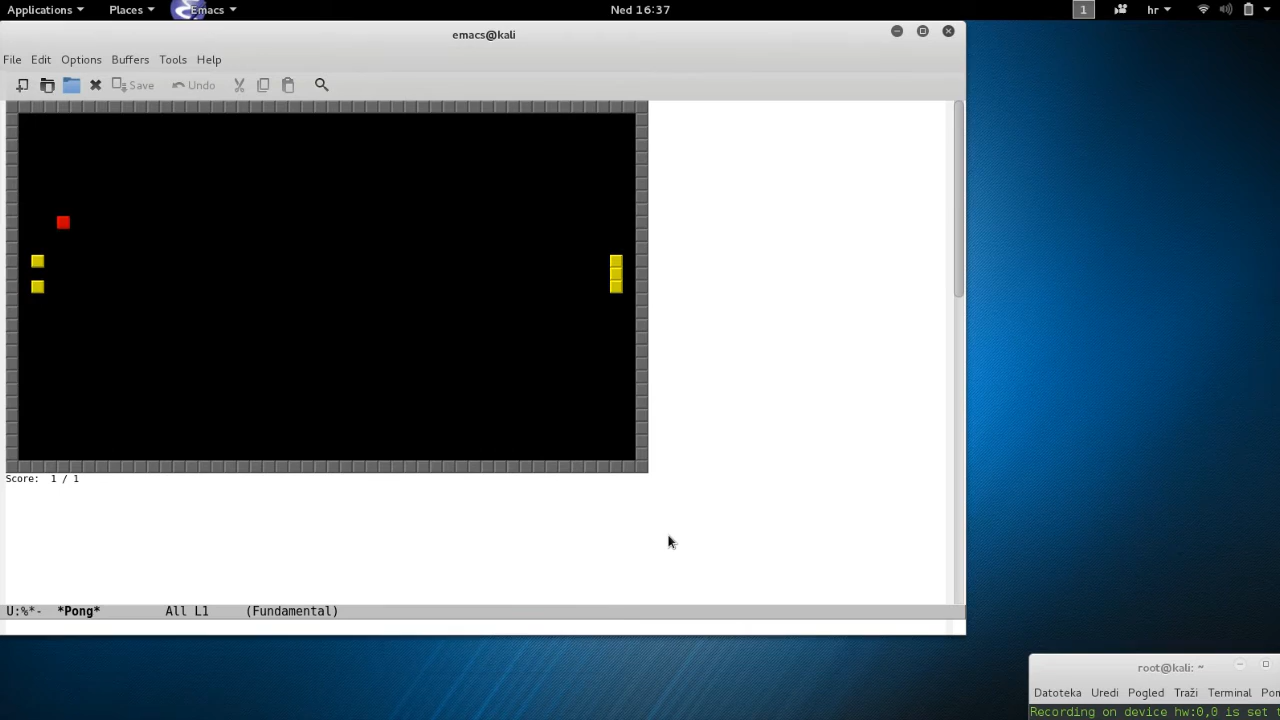 Applications Places Emacs Ned 16:37 1 hr
emacs@kali
File Edit Options Buffers Tools Help
Save Undo
Score: 1 / 1
U:%*- *Pong* All L1 (Fundamental)
root@kali: ~
Datoteka Uredi Pogled Traži Terminal
Recording on device hw:0,0 is set